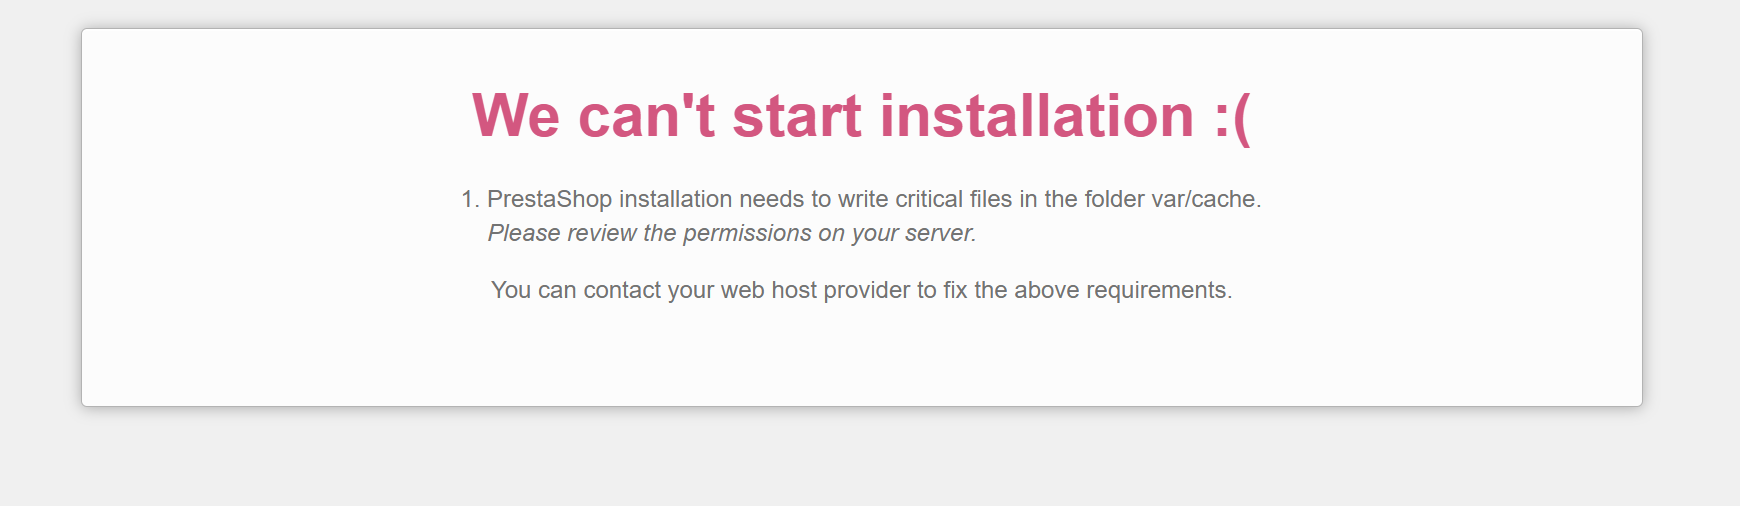 We can't start installation :(
1. PrestaShop installation needs to write critical files in the folder var/cache.
Please review the permissions on your server.
You can contact your web host provider to fix the above requirements.